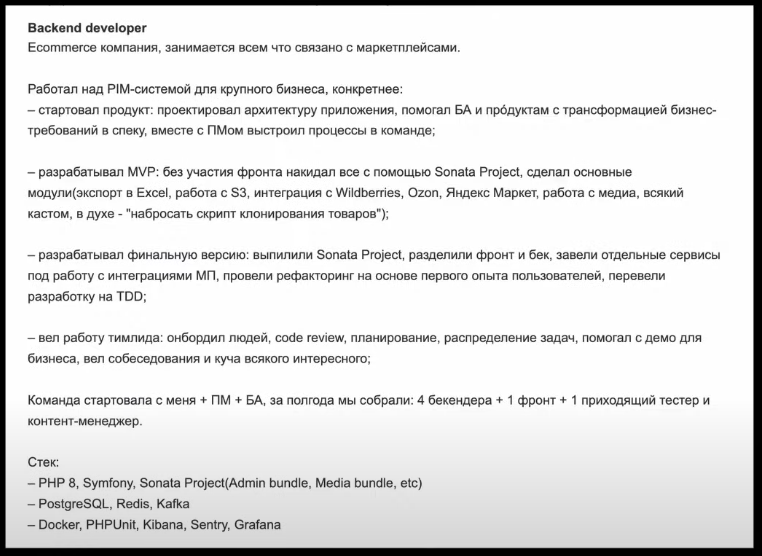 Backend developer
Ecommerce компания, занимается всем что связано с маркетплейсами.
Работал над PIM-системой для крупного бизнеса, конкретнее:
– стартовал продукт: проектировал архитектуру приложения, помогал БА и прóдуктам с трансформацией бизнес-
требований в спеку, вместе с ПМом выстроил процессы в команде;
– разрабатывал MVP: без участия фронта накидал все с помощью Sonata Project, сделал основные
модули(экспорт в Excel, работа с S3, интеграция с Wildberries, Ozon, Яндекс Маркет, работа с медиа, всякий
кастом, в духе - "набросать скрипт клонирования товаров");
– разрабатывал финальную версию: выпилили Sonata Project, разделили фронт и бек, завели отдельные сервисы
под работу с интеграциями МП, провели рефакторинг на основе первого опыта пользователей, перевели
разработку на TDD;
– вел работу тимлида: онбордил людей, code review, планирование, распределение задач, помогал с демо для
бизнеса, вел собеседования и куча всякого интересного;
Команда стартовала с меня + ПМ + БА, за полгода мы собрали: 4 бекендера + 1 фронт + 1 приходящий тестер и
контент-менеджер.
Стек:
– PHP 8, Symfony, Sonata Project(Admin bundle, Media bundle, etc)
– PostgreSQL, Redis, Kafka
– Docker, PHPUnit, Kibana, Sentry, Grafana